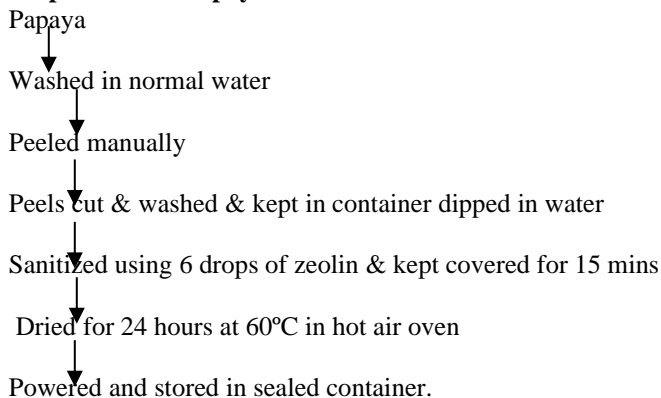 Papaya
Washed in normal water
Peeled manually
Peels cut & washed & kept in container dipped in water
Sanitized using 6 drops of zeolin & kept covered for 15 mins
Dried for 24 hours at 60ºC in hot air oven
Powered and stored in sealed container.